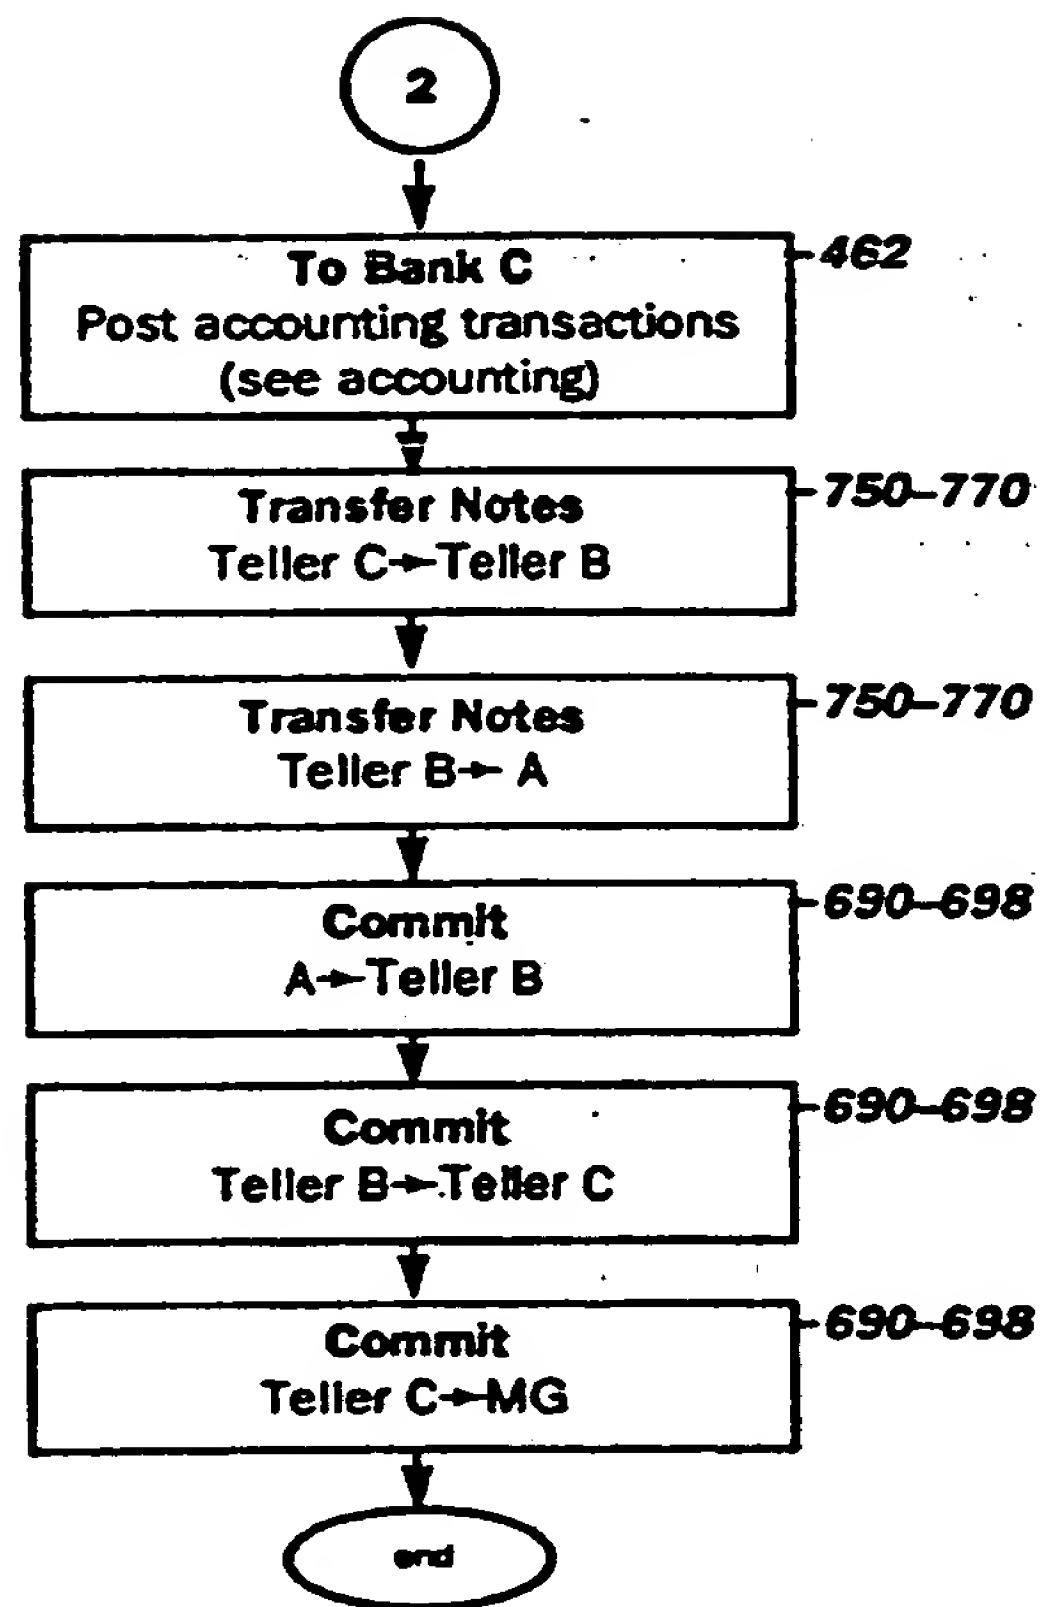 2
To Bank C
Post accounting transactions
(see accounting)
462
Transfer Notes
Teller C→Teller B
750–770
Transfer Notes
Teller B→ A
750–770
Commit
A→Teller B
690–698
Commit
Teller B→Teller C
690–698
Commit
Teller C→MG
690–698
end